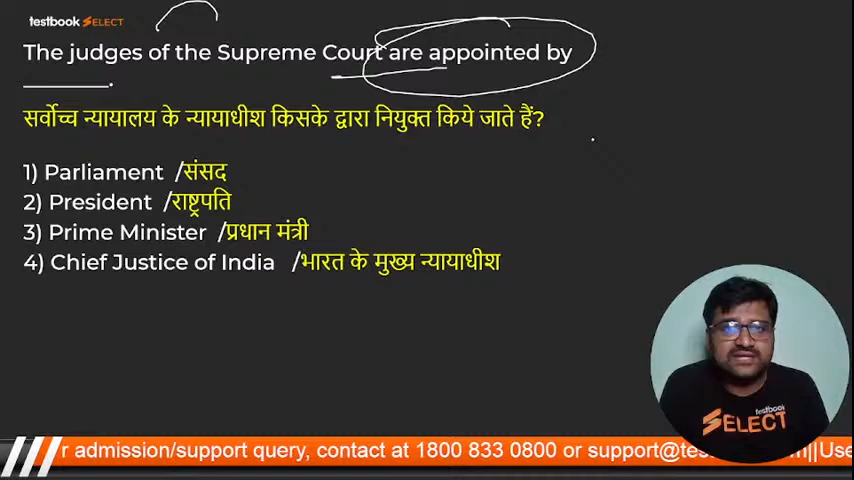 testbook SELECT
The judges of the Supreme Court are appointed by
________.
सर्वोच्च न्यायालय के न्यायाधीश किसके द्वारा नियुक्त किये जाते हैं?
1) Parliament /संसद
2) President /राष्ट्रपति
3) Prime Minister /प्रधान मंत्री
4) Chief Justice of India /भारत के मुख्य न्यायाधीश
testbook
SELECT
r admission/support query, contact at 1800 833 0800 or support@te m||Use